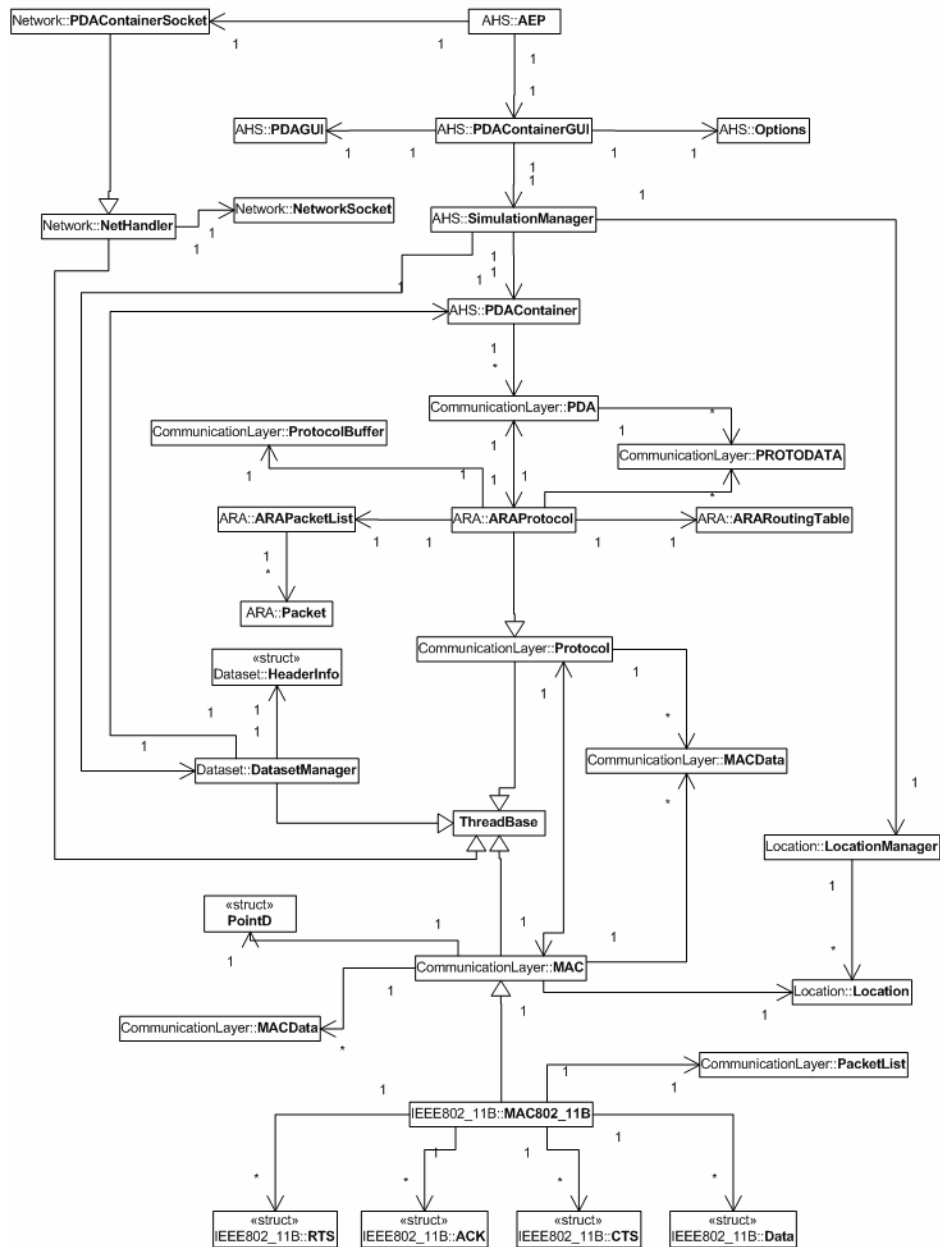 Network::PDAContainerSocket
AHS::AEP
1
1
1
1
AHS::PDAGUI
AHS::PDAContainerGUI
AHS::Options
1
1
1
1
1
1
1
Network::NetHandler
Network::NetworkSocket
AHS::SimulationManager
1
1
1
1
1
1
AHS::PDAContainer
1
*
CommunicationLayer::PDA
*
CommunicationLayer::ProtocolBuffer
1
1
CommunicationLayer::PROTODATA
1
1
1
*
ARA::ARAPacketList
ARA::ARAProtocol
ARA::ARARoutingTable
1
1
1
1
1
*
ARA::Packet
«struct»
Dataset::HeaderInfo
CommunicationLayer::Protocol
1
1
1
1
1
*
1
Dataset::DatasetManager
CommunicationLayer::MACData
1
*
ThreadBase
Location::LocationManager
1
«struct»
PointD
1
1
1
1
*
CommunicationLayer::MAC
1
Location::Location
1
1
CommunicationLayer::MACData
*
CommunicationLayer::PacketList
1
1
1
IEEE802_11B::MAC802_11B
1
1
1
*
*
*
*
«struct»
IEEE802_11B::RTS
«struct»
IEEE802_11B::ACK
«struct»
IEEE802_11B::CTS
«struct»
IEEE802_11B::Data